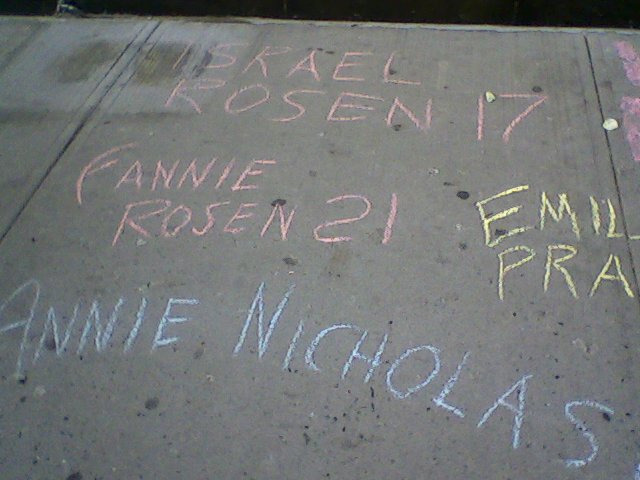 ISRAEL
ROSEN 17
FANNIE
ROSEN 21
EMIL
PRA
ANNIE NICHOLAS